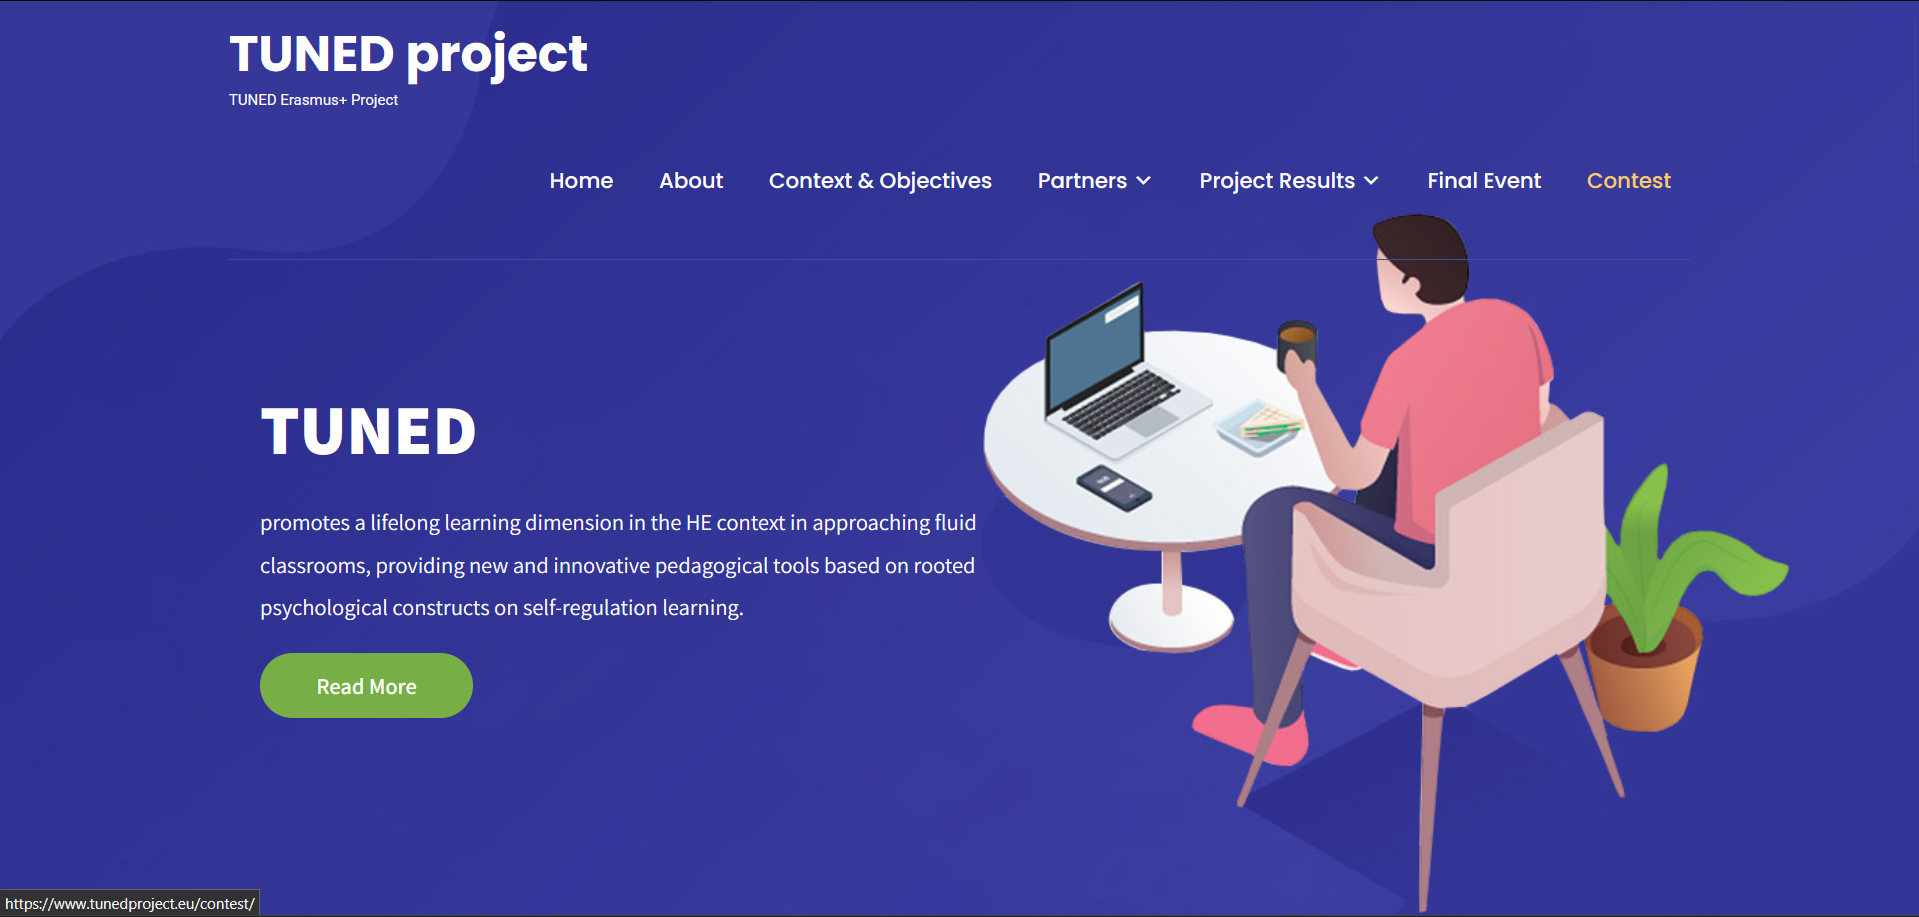 TUNED project
TUNED Erasmus+ Project
Home About Context & Objectives Partners Project Results Final Event Contest
TUNED
promotes a lifelong learning dimension in the HE context in approaching fluid
classrooms, providing new and innovative pedagogical tools based on rooted
psychological constructs on self-regulation learning.
Read More
https://www.tunedproject.eu/contest/